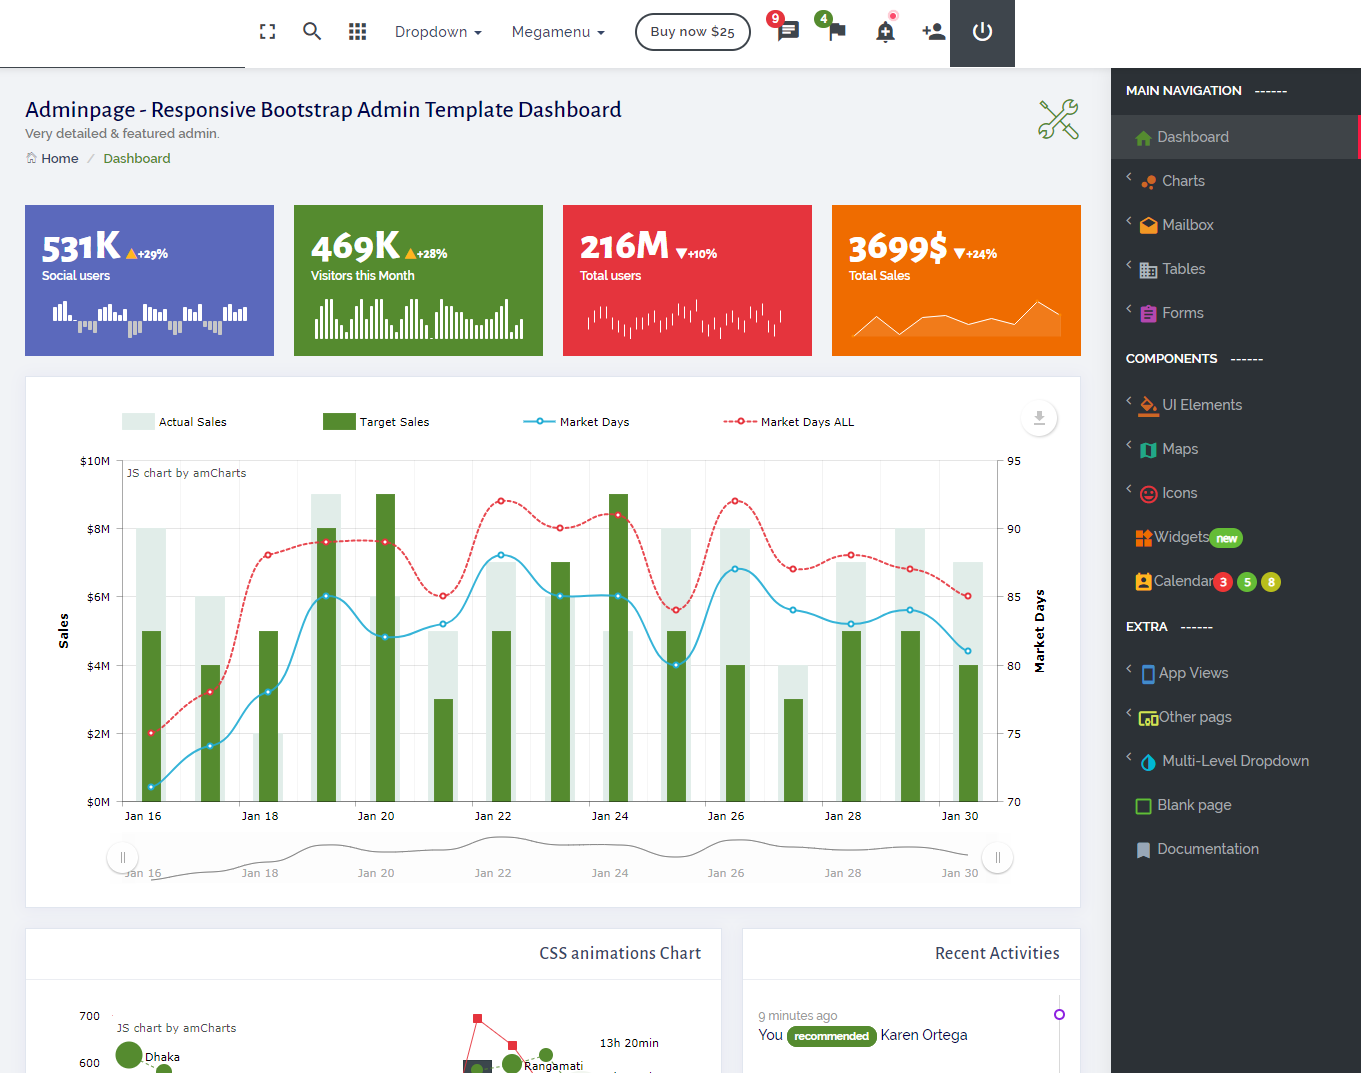 Dropdown
Megamenu
Buy now $25
9
4
Adminpage - Responsive Bootstrap Admin Template Dashboard
Very detailed & featured admin.
Home / Dashboard
531K +29%
Social users
469K +28%
Visitors this Month
216M +10%
Total users
3699$ +24%
Total Sales
Actual Sales
Target Sales
Market Days
Market Days ALL
JS chart by amCharts
$10M
$8M
$6M
$4M
$2M
$0M
Sales
95
90
85
80
75
70
Market Days
Jan 16
Jan 18
Jan 20
Jan 22
Jan 24
Jan 26
Jan 28
Jan 30
Jan 16
Jan 18
Jan 20
Jan 22
Jan 24
Jan 26
Jan 28
Jan 30
CSS animations Chart
700
600
JS chart by amCharts
Dhaka
Rangamati
13h 20min
Recent Activities
9 minutes ago
You recommended Karen Ortega
MAIN NAVIGATION ------
Dashboard
Charts
Mailbox
Tables
Forms
COMPONENTS ------
UI Elements
Maps
Icons
Widgets new
Calendar 3 5 8
EXTRA ------
App Views
Other pags
Multi-Level Dropdown
Blank page
Documentation